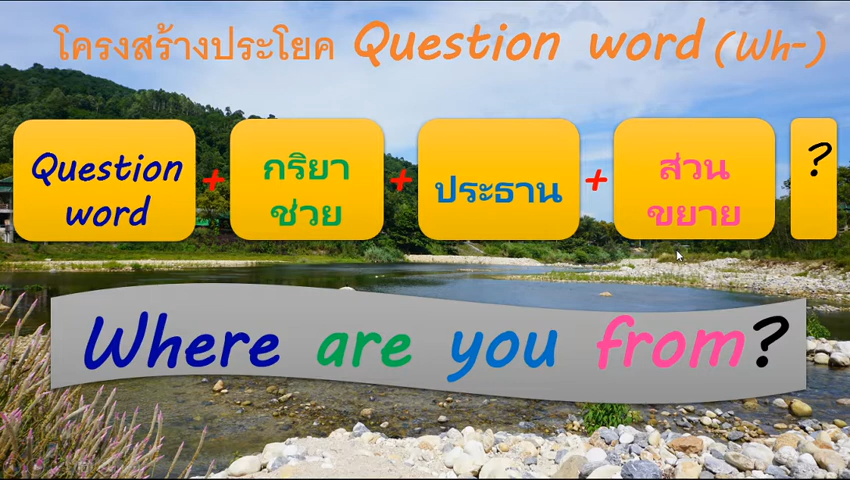 โครงสร้างประโยค Question word (Wh-)
Question word + กริยาช่วย + ประธาน + ส่วนขยาย ?
Where are you from?